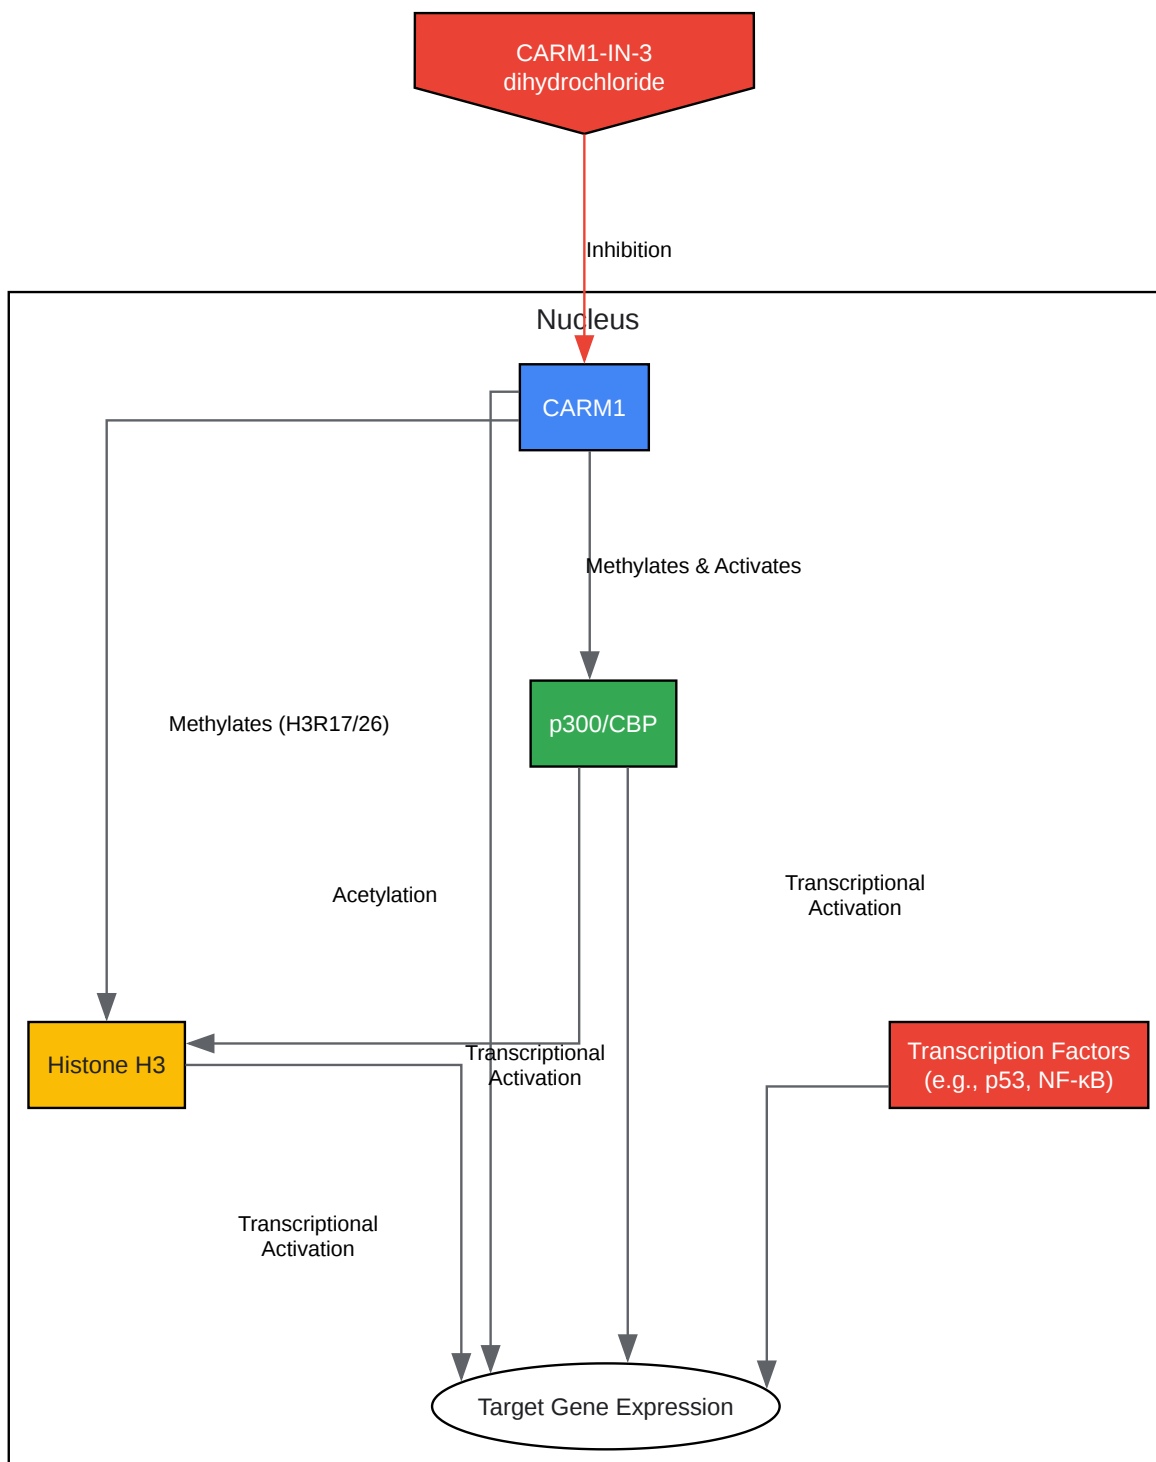 CARM1-IN-3
dihydrochloride
Inhibition
Nucleus
CARM1
Methylates & Activates
Methylates (H3R17/26)
p300/CBP
Acetylation
Transcriptional
Activation
Histone H3
Transcriptional
Activation
Transcription Factors
(e.g., p53, NF-κB)
Transcriptional
Activation
Target Gene Expression